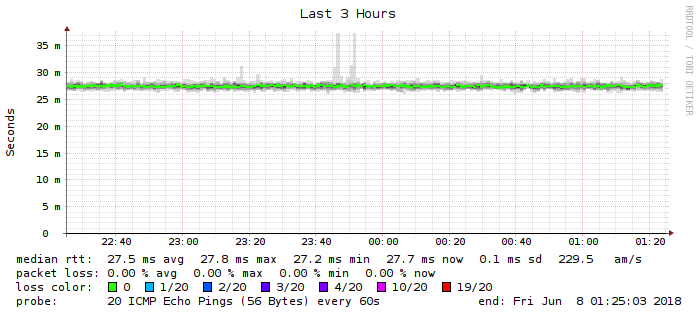 Last 3 Hours
RRDTOOL / TOBI OETIKER
Seconds
35 m
30 m
25 m
20 m
15 m
10 m
5 m
0
22:40 23:00 23:20 23:40 00:00 00:20 00:40 01:00 01:20
median rtt: 27.5 ms avg 27.8 ms max 27.2 ms min 27.7 ms now 0.1 ms sd 229.5 am/s
packet loss: 0.00 % avg 0.00 % max 0.00 % min 0.00 % now
loss color: 0 1/20 2/20 3/20 4/20 10/20 19/20
probe: 20 ICMP Echo Pings (56 Bytes) every 60s end: Fri Jun 8 01:25:03 2018